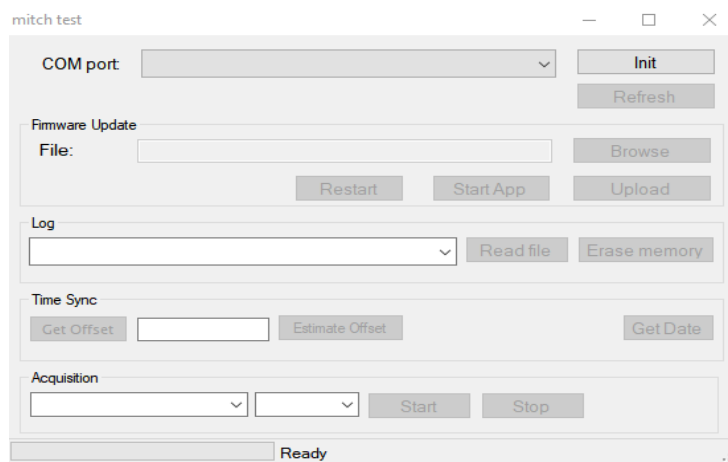 mitch test
COM port: Init
Refresh
Firmware Update
File: Browse
Restart Start App Upload
Log
Read file Erase memory
Time Sync
Get Offset Estimate Offset Get Date
Acquisition
Start Stop
Ready